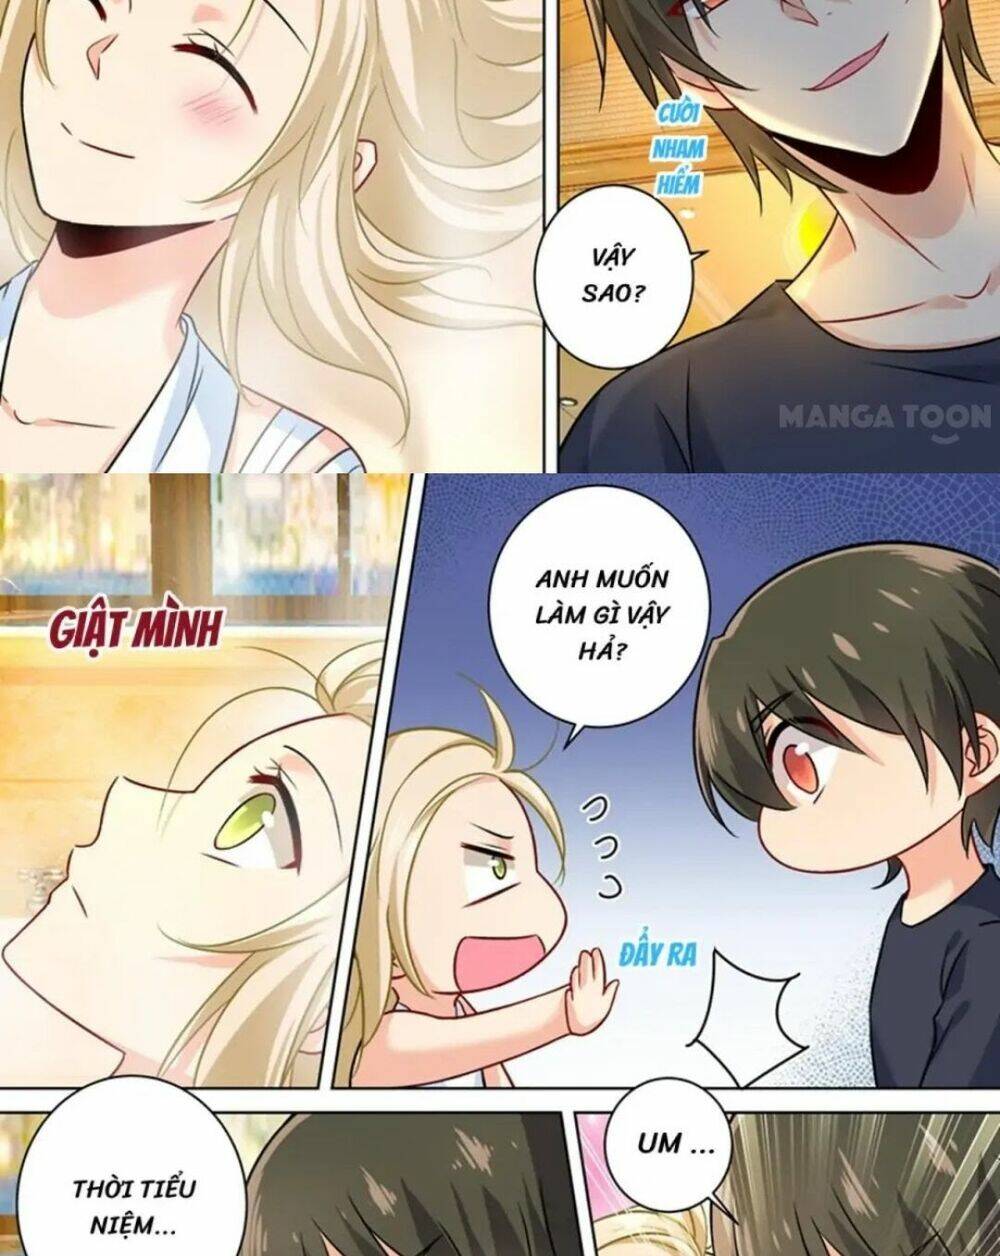 CƯỜI
NHAM
HIỂM
VẬY
SAO?
MANGA TOON
GIẬT MÌNH
ANH MUỐN
LÀM GÌ VẬY
HẢ?
ĐẨY RA
THỜI TIỂU
NIỆM...
UM ...